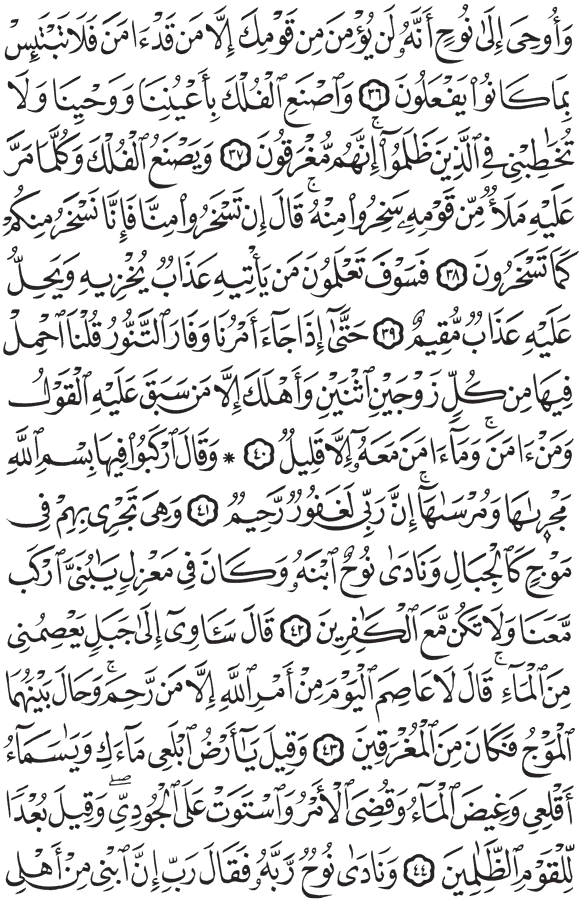 وَأُوحِيَ إِلَىٰ نُوحٍ أَنَّهُۥ لَن يُؤۡمِنَ مِن قَوۡمِكَ إِلَّا مَن قَدۡ ءَامَنَ فَلَا تَبۡتَئِسۡ
بِمَا كَانُواْ يَفۡعَلُونَ ٣٦ وَٱصۡنَعِ ٱلۡفُلۡكَ بِأَعۡيُنِنَا وَوَحۡيِنَا وَلَا
تُخَٰطِبۡنِي فِي ٱلَّذِينَ ظَلَمُوٓاْ إِنَّهُم مُّغۡرَقُونَ ٣٧ وَيَصۡنَعُ ٱلۡفُلۡكَ وَكُلَّمَا مَرَّ
عَلَيۡهِ مَلَأٞ مِّن قَوۡمِهِۦ سَخِرُواْ مِنۡهُۚ قَالَ إِن تَسۡخَرُواْ مِنَّا فَإِنَّا نَسۡخَرُ مِنكُمۡ
كَمَا تَسۡخَرُونَ ٣٨ فَسَوۡفَ تَعۡلَمُونَ مَن يَأۡتِيهِ عَذَابٞ يُخۡزِيهِ وَيَحِلُّ
عَلَيۡهِ عَذَابٞ مُّقِيمٌ ٣٩ حَتَّىٰٓ إِذَا جَآءَ أَمۡرُنَا وَفَارَ ٱلتَّنُّورُ قُلۡنَا ٱحۡمِلۡ
فِيهَا مِن كُلّٖ زَوۡجَيۡنِ ٱثۡنَيۡنِ وَأَهۡلَكَ إِلَّا مَن سَبَقَ عَلَيۡهِ ٱلۡقَوۡلُ
وَمَنۡ ءَامَنَۚ وَمَآ ءَامَنَ مَعَهُۥٓ إِلَّا قَلِيلٞ ٤٠ * وَقَالَ ٱرۡكَبُواْ فِيهَا بِسۡمِ ٱللَّهِ
مَجۡرٜىٰهَا وَمُرۡسَىٰهَآۚ إِنَّ رَبِّي لَغَفُورٞ رَّحِيمٞ ٤١ وَهِيَ تَجۡرِي بِهِمۡ فِي
مَوۡجٖ كَٱلۡجِبَالِ وَنَادَىٰ نُوحٌ ٱبۡنَهُۥ وَكَانَ فِي مَعۡزِلٖ يَٰبُنَيَّ ٱرۡكَب
مَّعَنَا وَلَا تَكُن مَّعَ ٱلۡكَٰفِرِينَ ٤٢ قَالَ سَـَٔاوِيٓ إِلَىٰ جَبَلٖ يَعۡصِمُنِي
مِنَ ٱلۡمَآءِۚ قَالَ لَا عَاصِمَ ٱلۡيَوۡمَ مِنۡ أَمۡرِ ٱللَّهِ إِلَّا مَن رَّحِمَۚ وَحَالَ بَيۡنَهُمَا
ٱلۡمَوۡجُ فَكَانَ مِنَ ٱلۡمُغۡرَقِينَ ٤٣ وَقِيلَ يَٰٓأَرۡضُ ٱبۡلَعِي مَآءَكِ وَيَٰسَمَآءُ
أَقۡلِعِي وَغِيضَ ٱلۡمَآءُ وَقُضِيَ ٱلۡأَمۡرُ وَٱسۡتَوَتۡ عَلَى ٱلۡجُودِيِّۖ وَقِيلَ بُعۡدٗا
لِّلۡقَوۡمِ ٱلظَّٰلِمِينَ ٤٤ وَنَادَىٰ نُوحٞ رَّبَّهُۥ فَقَالَ رَبِّ إِنَّ ٱبۡنِي مِنۡ أَهۡلِي